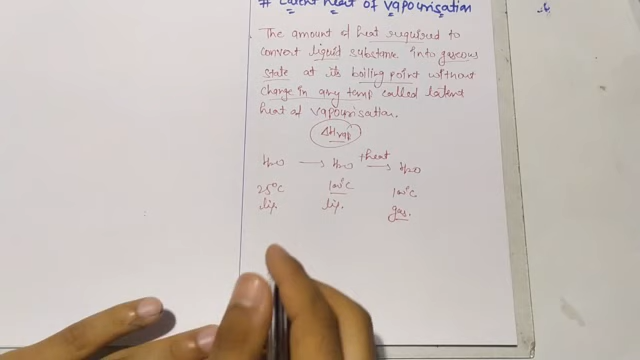 # Latent heat of vapourisation
The amount of heat required to
convert liquid substance into gaseous
state at its boiling point without
change in any temp called latend
heat of vapourisation.
ΔHvap
H₂O → H₂O +heat → H₂O
25°C 100°C 100°C
liq. liq. gas.